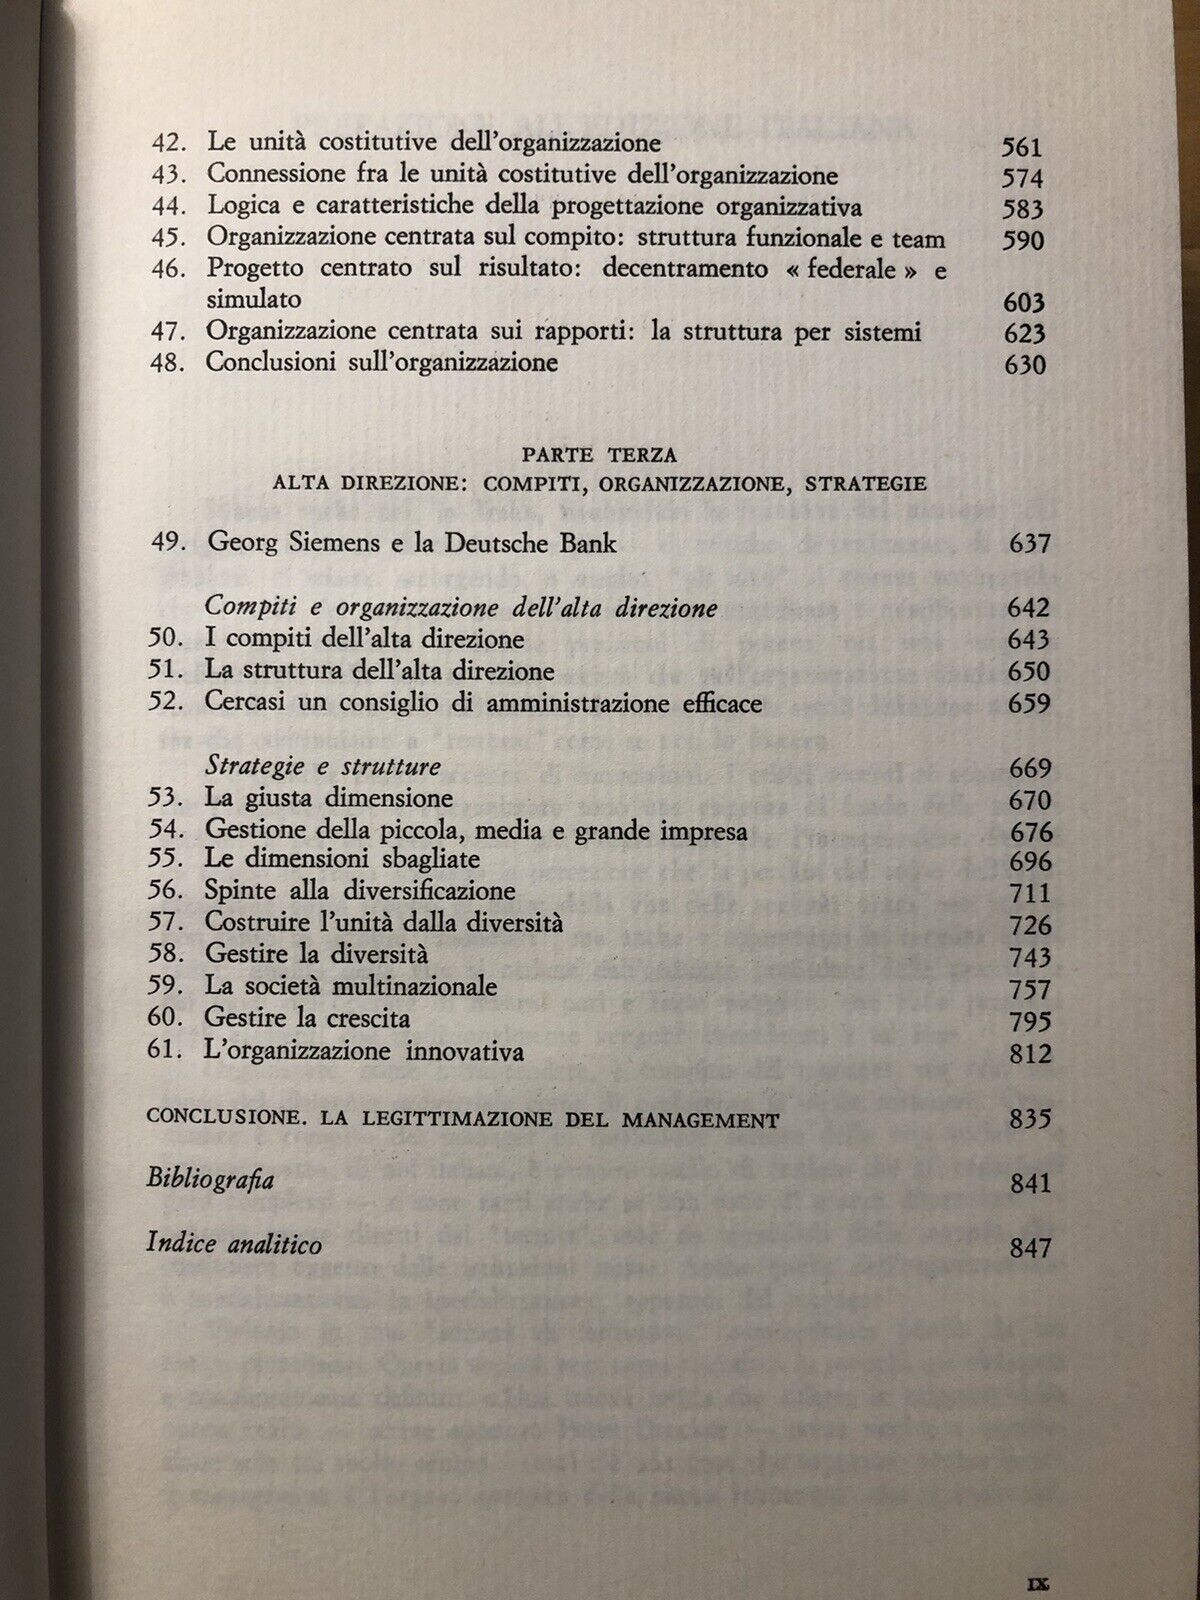 42. Le unità costitutive dell'organizzazione 561
43. Connessione fra le unità costitutive dell'organizzazione 574
44. Logica e caratteristiche della progettazione organizzativa 583
45. Organizzazione centrata sul compito: struttura funzionale e team 590
46. Progetto centrato sul risultato: decentramento « federale » e
simulato 603
47. Organizzazione centrata sui rapporti: la struttura per sistemi 623
48. Conclusioni sull'organizzazione 630
PARTE TERZA
ALTA DIREZIONE: COMPITI, ORGANIZZAZIONE, STRATEGIE
49. Georg Siemens e la Deutsche Bank 637
Compiti e organizzazione dell'alta direzione 642
50. I compiti dell'alta direzione 643
51. La struttura dell'alta direzione 650
52. Cercasi un consiglio di amministrazione efficace 659
Strategie e strutture 669
53. La giusta dimensione 670
54. Gestione della piccola, media e grande impresa 676
55. Le dimensioni sbagliate 696
56. Spinte alla diversificazione 711
57. Costruire l'unità dalla diversità 726
58. Gestire la diversità 743
59. La società multinazionale 757
60. Gestire la crescita 795
61. L'organizzazione innovativa 812
CONCLUSIONE. LA LEGITTIMAZIONE DEL MANAGEMENT 835
Bibliografia 841
Indice analitico 847
IX